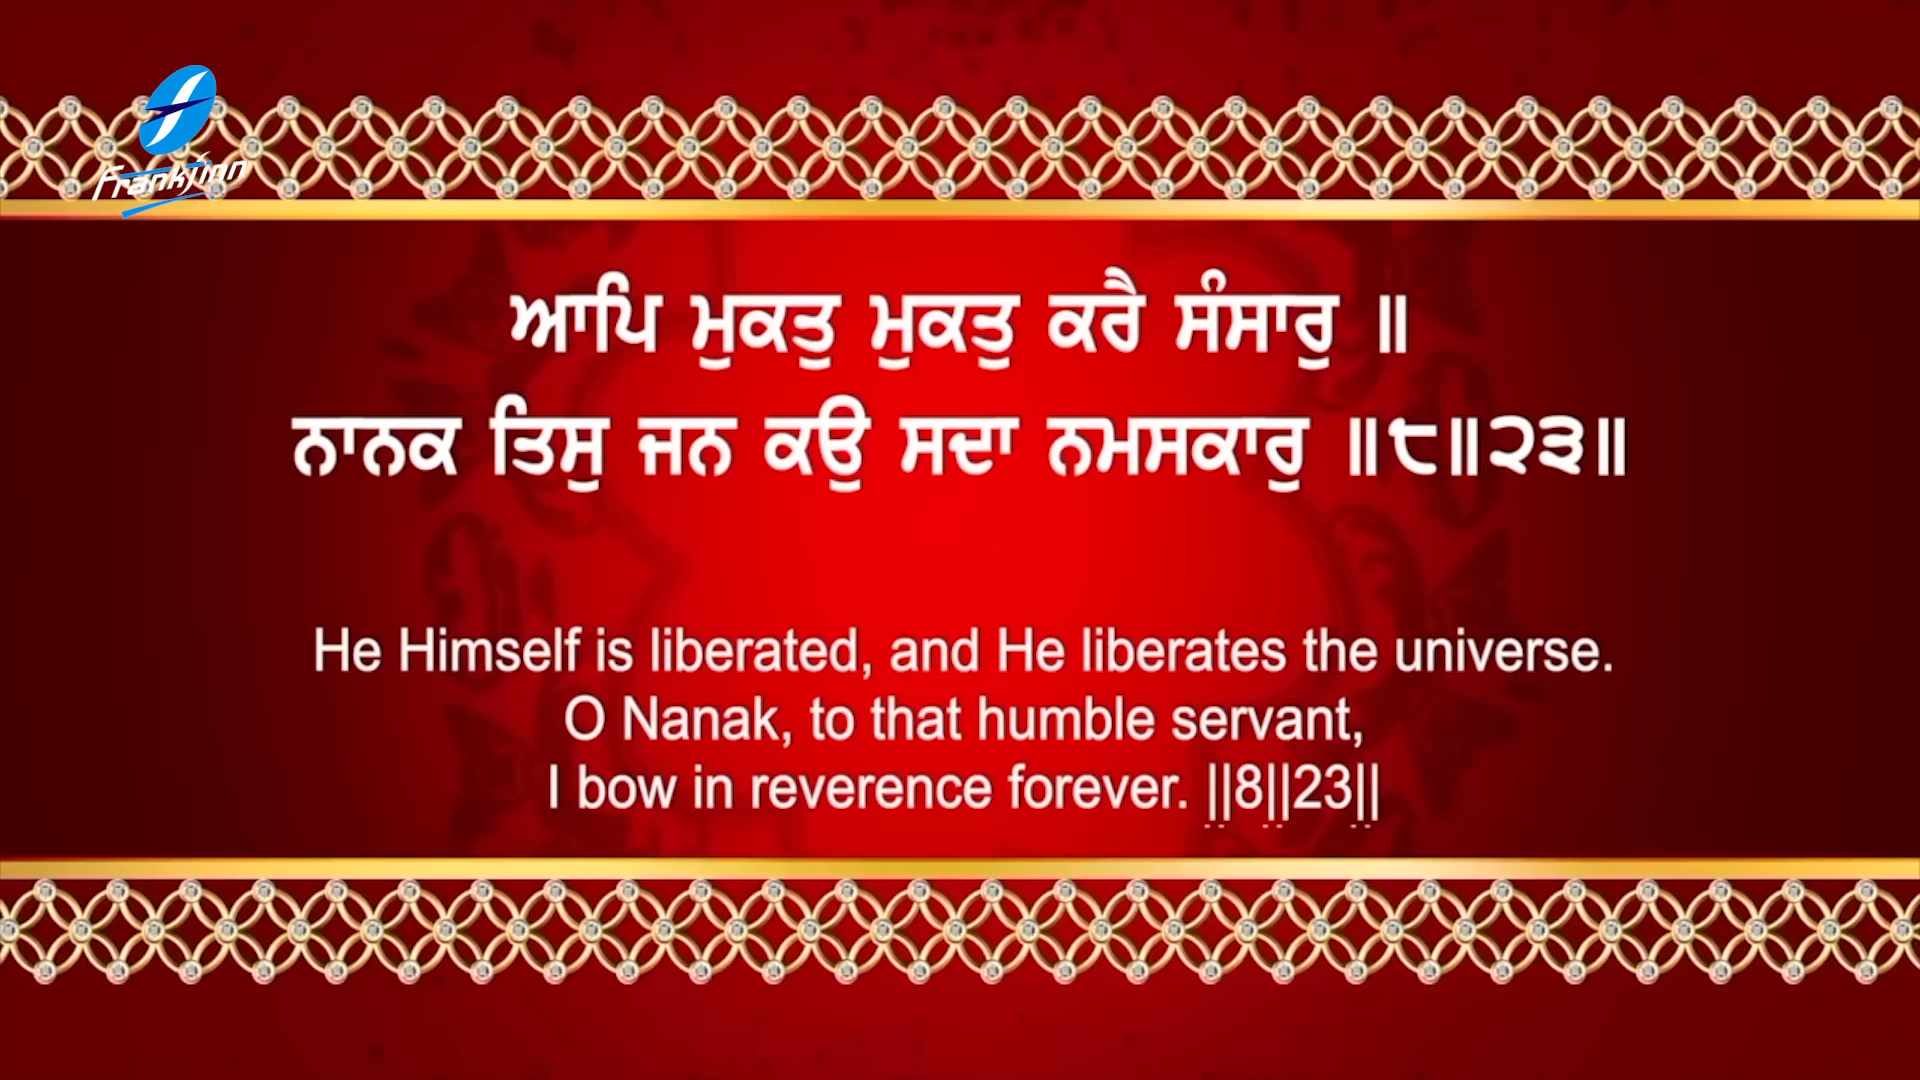 Frankfinn
ਆਪਿ ਮੁਕਤੁ ਮੁਕਤੁ ਕਰੈ ਸੰਸਾਰੁ ॥
ਨਾਨਕ ਤਿਸੁ ਜਨ ਕਉ ਸਦਾ ਨਮਸਕਾਰੁ ॥੮॥੨੩॥
He Himself is liberated, and He liberates the universe.
O Nanak, to that humble servant,
I bow in reverence forever. ||8||23||